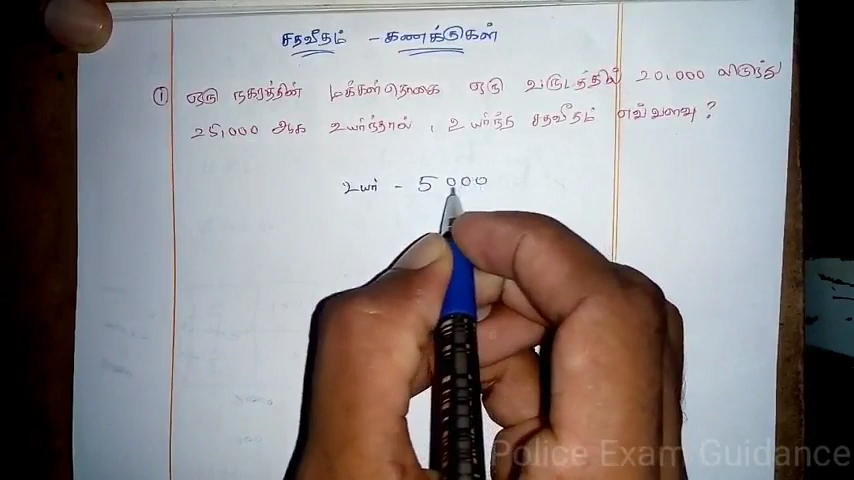 சதவீதம் - கணக்குகள்
① ஒரு நகரத்தின் மக்கள்தொகை ஒரு வருடத்தில் 20,000 லிருந்து
25,000 ஆக உயர்ந்தால், உயர்ந்த சதவீதம் எவ்வளவு?
உயர் - 5000
Police Exam Guidance